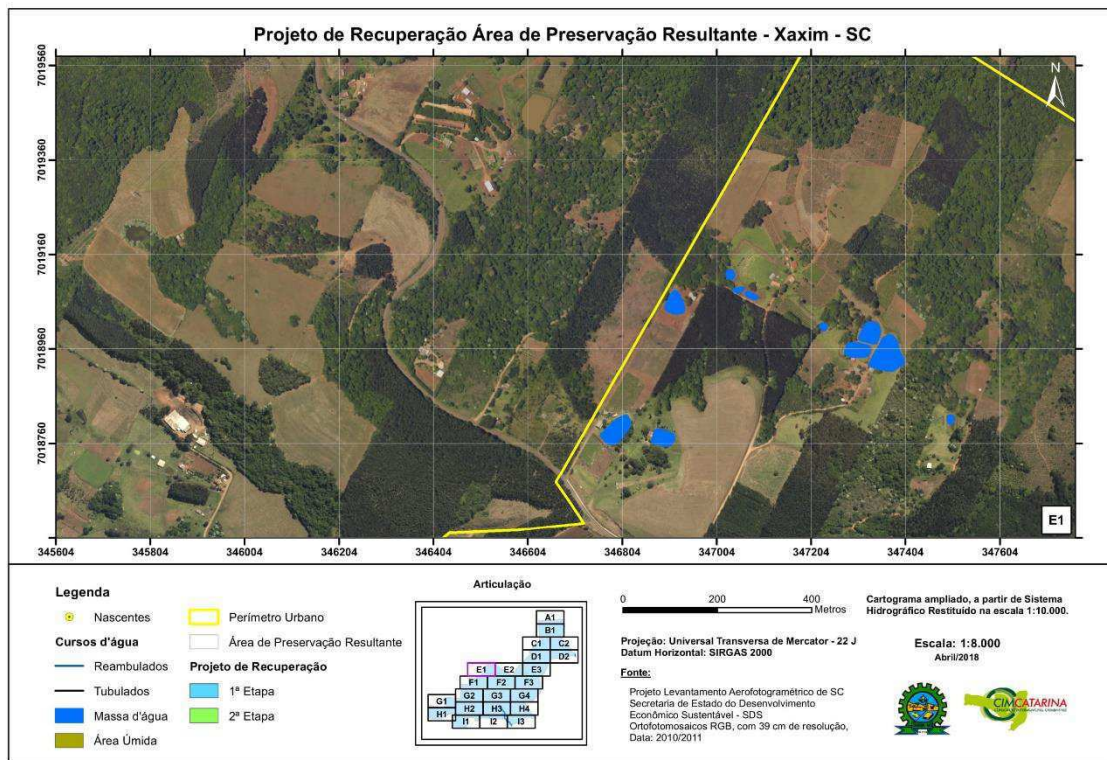 Projeto de Recuperação Área de Preservação Resultante - Xaxim - SC
7019560
7019360
7019160
7018960
7018760
N
E1
345604 345804 346004 346204 346404 346604 346804 347004 347204 347404 347604
Legenda
Nascentes
Cursos d'água
Reambulados
Tubulados
Massa d'água
Área Úmida
Perímetro Urbano
Área de Preservação Resultante
Projeto de Recuperação
1ª Etapa
2ª Etapa
Articulação
A1
B1
C1 C2
D1 D2
E1 E2 E3
F1 F2 F3
G1 G2 G3 G4
H1 H2 H3 H4
I1 I2 I3
0 200 400
Metros
Projeção: Universal Transversa de Mercator - 22 J
Datum Horizontal: SIRGAS 2000
Fonte:
Projeto Levantamento Aerofotogramétrico de SC
Secretaria de Estado do Desenvolvimento
Econômico Sustentável - SDS
Ortofotomosaicos RGB, com 39 cm de resolução,
Data: 2010/2011
Cartograma ampliado, a partir de Sistema
Hidrográfico Restituído na escala 1:10.000.
Escala: 1:8.000
Abril/2018
CIMCATARINA